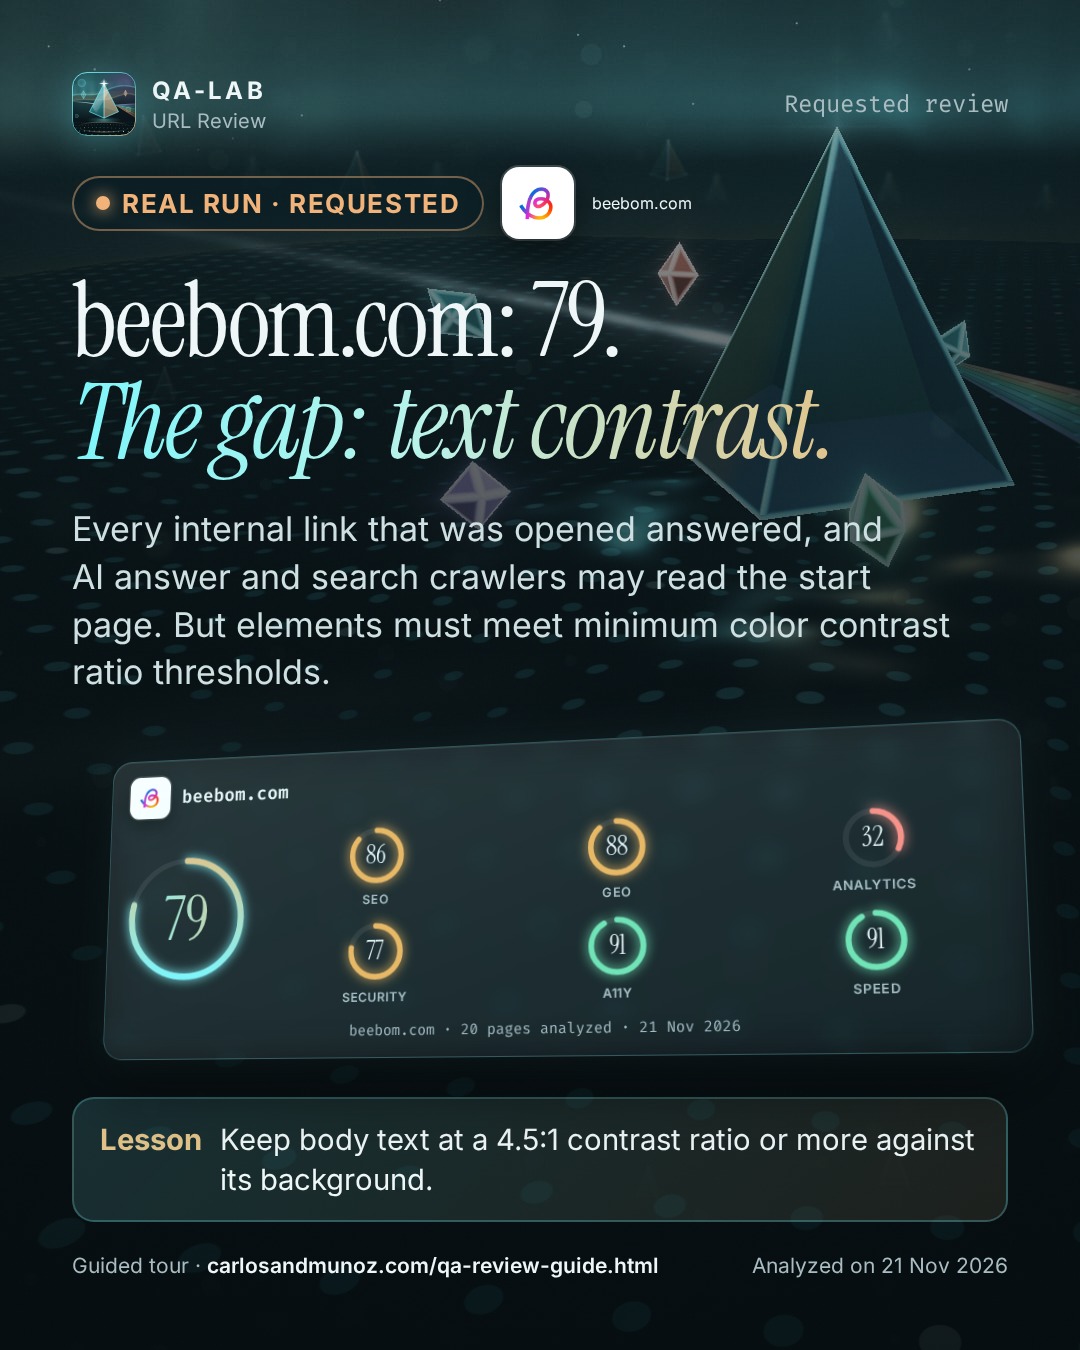 QA-LAB
URL Review
Requested review
REAL RUN · REQUESTED
beebom.com
beebom.com: 79.
The gap: text contrast.
Every internal link that was opened answered, and
AI answer and search crawlers may read the start
page. But elements must meet minimum color contrast
ratio thresholds.
beebom.com
79
86
SEO
88
GEO
32
ANALYTICS
77
SECURITY
91
A11Y
91
SPEED
beebom.com · 20 pages analyzed · 21 Nov 2026
Lesson Keep body text at a 4.5:1 contrast ratio or more against
its background.
Guided tour · carlosandmunoz.com/qa-review-guide.html
Analyzed on 21 Nov 2026